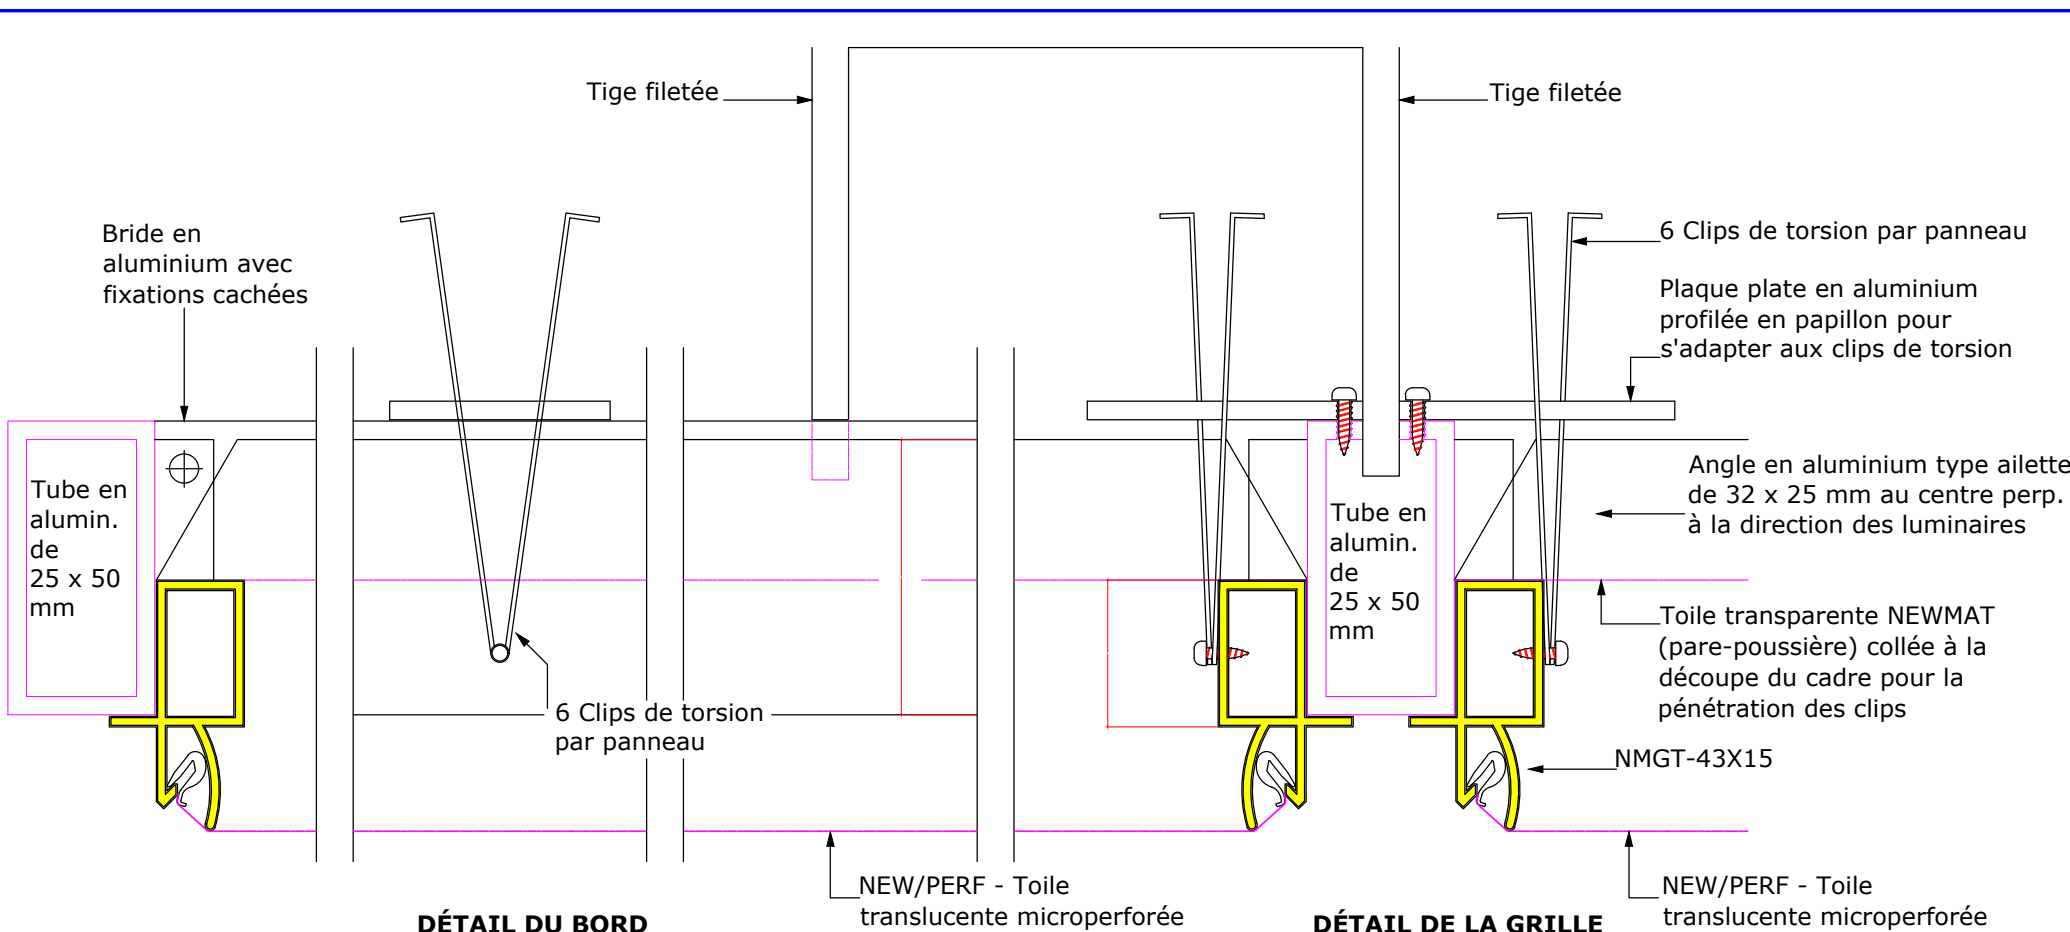 Tige filetée
Tige filetée
Bride en
aluminium avec
fixations cachées
6 Clips de torsion par panneau
Plaque plate en aluminium
profilée en papillon pour
s'adapter aux clips de torsion
Tube en
alumin.
de
25 x 50
mm
Tube en
alumin.
de
25 x 50
mm
Angle en aluminium type ailette
de 32 x 25 mm au centre perp.
à la direction des luminaires
Toile transparente NEWMAT
(pare-poussière) collée à la
découpe du cadre pour la
pénétration des clips
6 Clips de torsion
par panneau
NMGT-43X15
NEW/PERF - Toile
translucente microperforée
NEW/PERF - Toile
translucente microperforée
DÉTAIL DU BORD
DÉTAIL DE LA GRILLE